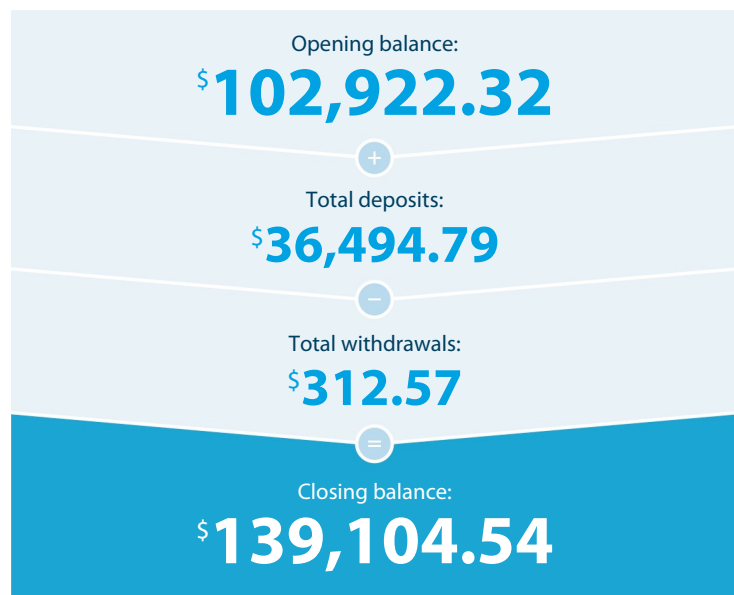 Opening balance:
$102,922.32
+
Total deposits:
$36,494.79
−
Total withdrawals:
$312.57
=
Closing balance:
$139,104.54